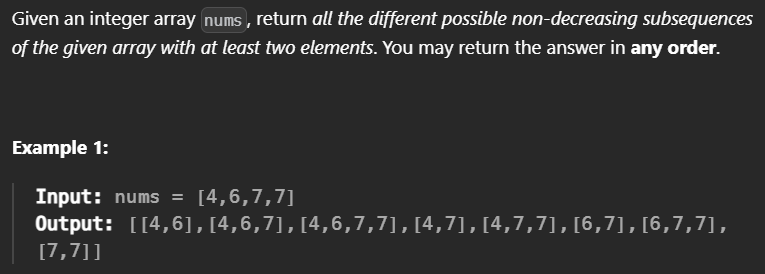 Given an integer array nums, return all the different possible non-decreasing subsequences
of the given array with at least two elements. You may return the answer in any order.
Example 1:
Input: nums = [4,6,7,7]
Output: [[4,6],[4,6,7],[4,6,7,7],[4,7],[4,7,7],[6,7],[6,7,7],
[7,7]]